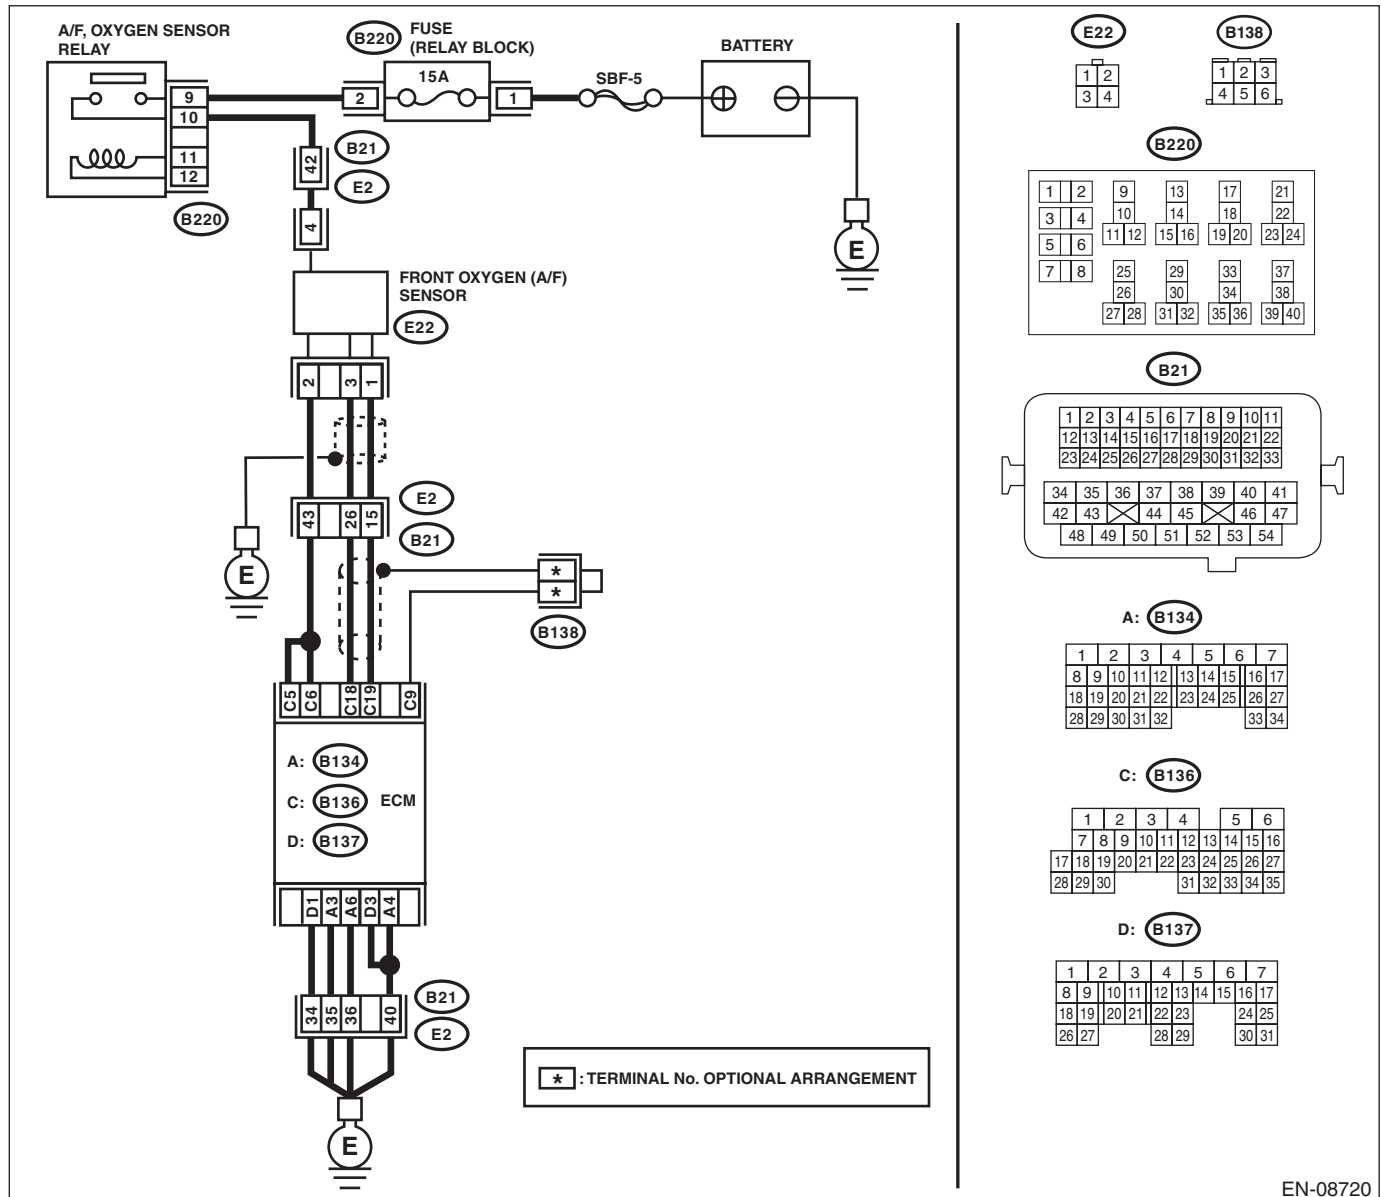 A/F, OXYGEN SENSOR
RELAY
B220
FUSE
(RELAY BLOCK)
15A
BATTERY
SBF-5
9
10
11
12
2
1
B220
42
B21
E2
4
E
FRONT OXYGEN (A/F)
SENSOR
E22
2 3 1
E
43 26 15
E2
B21
*
*
B138
C5 C6 C18 C19 C9
A: B134
C: B136 ECM
D: B137
D1 A3 A6 D3 A4
34 35 36 40
B21
E2
E
* : TERMINAL No. OPTIONAL ARRANGEMENT
E22
1 2
3 4
B138
1 2 3
4 5 6
B220
1 2 9 13 17 21
3 4 10 14 18 22
5 6 11 12 15 16 19 20 23 24
7 8 25 29 33 37
26 30 34 38
27 28 31 32 35 36 39 40
B21
1 2 3 4 5 6 7 8 9 10 11
12 13 14 15 16 17 18 19 20 21 22
23 24 25 26 27 28 29 30 31 32 33
34 35 36 37 38 39 40 41
42 43 44 45 46 47
48 49 50 51 52 53 54
A: B134
1 2 3 4 5 6 7
8 9 10 11 12 13 14 15 16 17
18 19 20 21 22 23 24 25 26 27
28 29 30 31 32 33 34
C: B136
1 2 3 4 5 6
7 8 9 10 11 12 13 14 15 16
17 18 19 20 21 22 23 24 25 26 27
28 29 30 31 32 33 34 35
D: B137
1 2 3 4 5 6 7
8 9 10 11 12 13 14 15 16 17
18 19 20 21 22 23 24 25
26 27 28 29 30 31
EN-08720